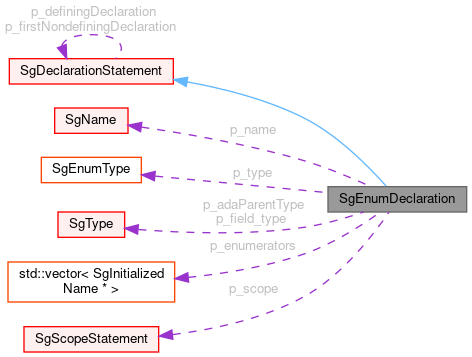 p_definingDeclaration
p_firstNondefiningDeclaration
SgDeclarationStatement
SgName
p_name
SgEnumType
p_type
SgEnumDeclaration
p_adaParentType
p_field_type
SgType
p_enumerators
std::vector< SgInitialized
Name * >
p_scope
SgScopeStatement